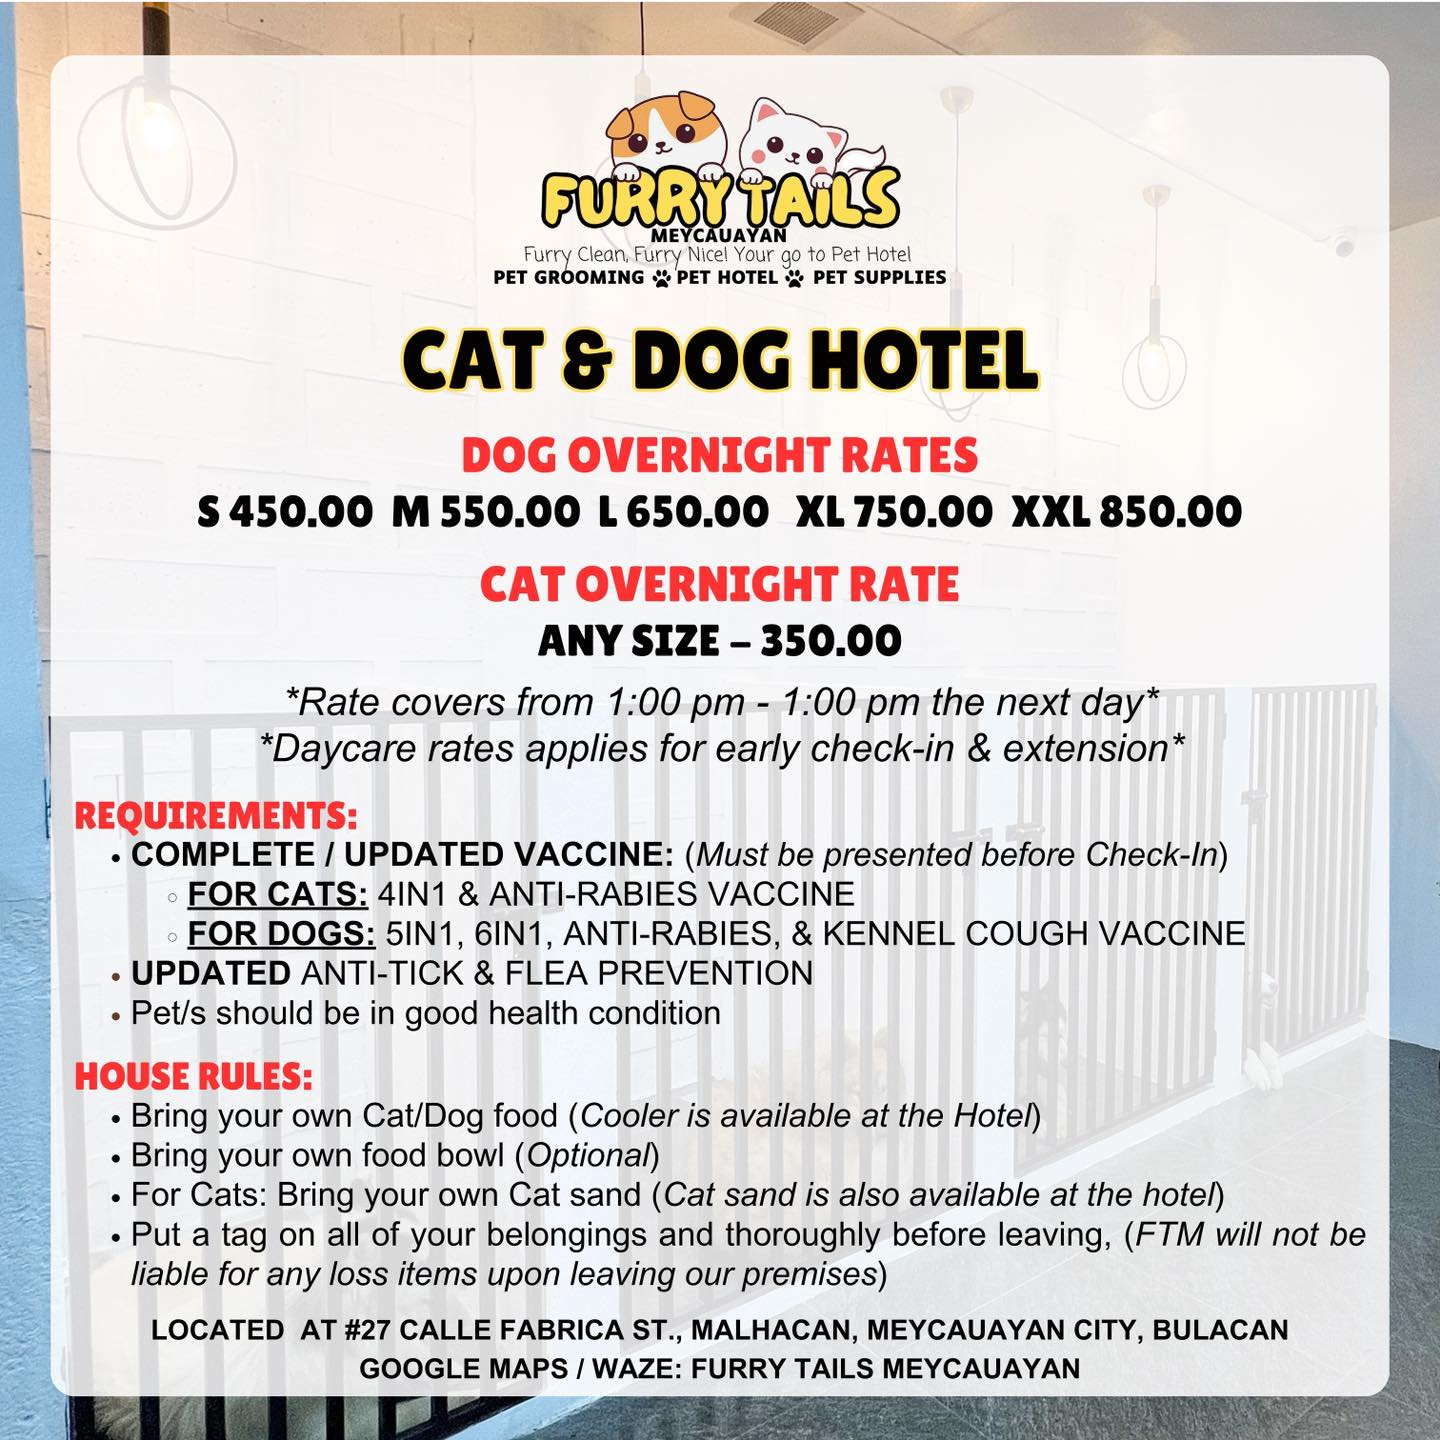 FURRY TAILS
MEYCAUAYAN
Furry Clean, Furry Nice! Your go to Pet Hotel
PET GROOMING PET HOTEL PET SUPPLIES
CAT & DOG HOTEL
DOG OVERNIGHT RATES
S 450.00 M 550.00 L 650.00 XL 750.00 XXL 850.00
CAT OVERNIGHT RATE
ANY SIZE – 350.00
*Rate covers from 1:00 pm - 1:00 pm the next day*
*Daycare rates applies for early check-in & extension*
REQUIREMENTS:
• COMPLETE / UPDATED VACCINE: (Must be presented before Check-In)
○ FOR CATS: 4IN1 & ANTI-RABIES VACCINE
○ FOR DOGS: 5IN1, 6IN1, ANTI-RABIES, & KENNEL COUGH VACCINE
• UPDATED ANTI-TICK & FLEA PREVENTION
• Pet/s should be in good health condition
HOUSE RULES:
• Bring your own Cat/Dog food (Cooler is available at the Hotel)
• Bring your own food bowl (Optional)
• For Cats: Bring your own Cat sand (Cat sand is also available at the hotel)
• Put a tag on all of your belongings and thoroughly before leaving, (FTM will not be
liable for any loss items upon leaving our premises)
LOCATED AT #27 CALLE FABRICA ST., MALHACAN, MEYCAUAYAN CITY, BULACAN
GOOGLE MAPS / WAZE: FURRY TAILS MEYCAUAYAN